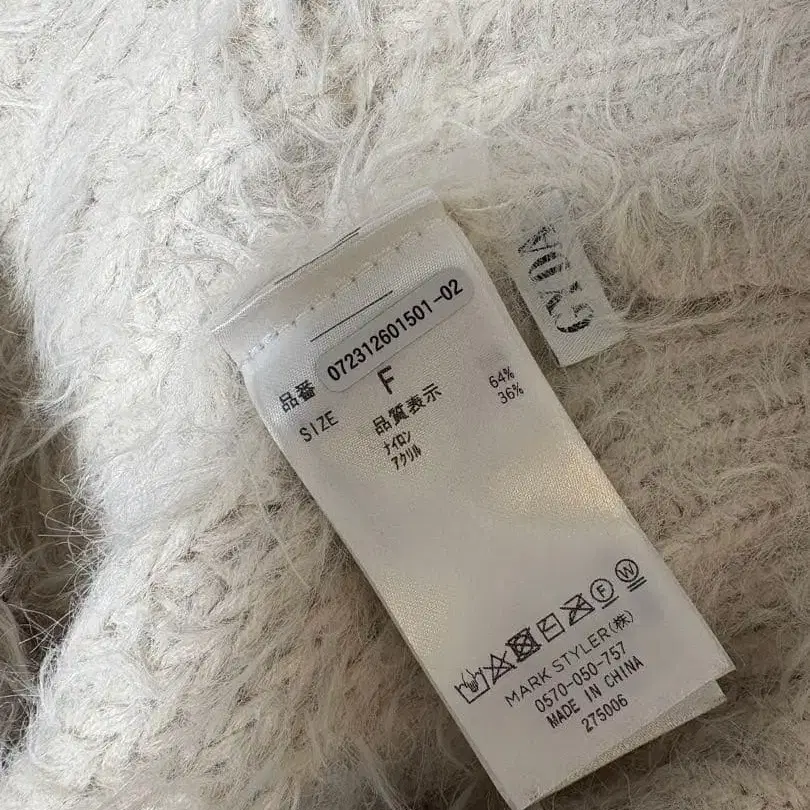 品番 072312601501-02
SIZE F
品質表示
ナイロン 64%
アクリル 36%
F W
MARK STYLER(株)
0570-050-757
MADE IN CHINA
275006
GYDA